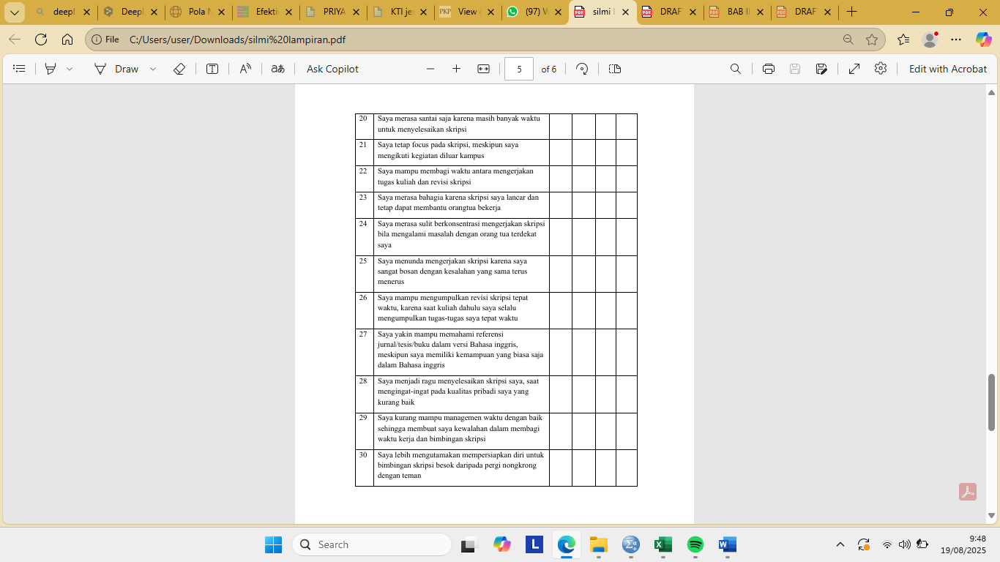 deepl
Deepl
Pola N
Efekti
PRIYA
KTI je
PKP View
(97) W
silmi
DRAF
BAB II
DRAF
File C:/Users/user/Downloads/silmi%20lampiran.pdf
Draw
Ask Copilot
5 of 6
Edit with Acrobat
20 Saya merasa santai saja karena masih banyak waktu
untuk menyelesaikan skripsi
21 Saya tetap focus pada skripsi, meskipun saya
mengikuti kegiatan diluar kampus
22 Saya mampu membagi waktu antara mengerjakan
tugas kuliah dan revisi skripsi
23 Saya merasa bahagia karena skripsi saya lancar dan
tetap dapat membantu orangtua bekerja
24 Saya merasa sulit berkonsentrasi mengerjakan skripsi
bila mengalami masalah dengan orang tua terdekat
saya
25 Saya menunda mengerjakan skripsi karena saya
sangat bosan dengan kesalahan yang sama terus
menerus
26 Saya mampu mengumpulkan revisi skripsi tepat
waktu, karena saat kuliah dahulu saya selalu
mengumpulkan tugas-tugas saya tepat waktu
27 Saya yakin mampu memahami referensi
jurnal/tesis/buku dalam versi Bahasa inggris,
meskipun saya memiliki kemampuan yang biasa saja
dalam Bahasa inggris
28 Saya menjadi ragu menyelesaikan skripsi saya, saat
mengingat-ingat pada kualitas pribadi saya yang
kurang baik
29 Saya kurang mampu managemen waktu dengan baik
sehingga membuat saya kewalahan dalam membagi
waktu kerja dan bimbingan skripsi
30 Saya lebih mengutamakan mempersiapkan diri untuk
bimbingan skripsi besok daripada pergi nongkrong
dengan teman
Search
L
9:48
19/08/2025